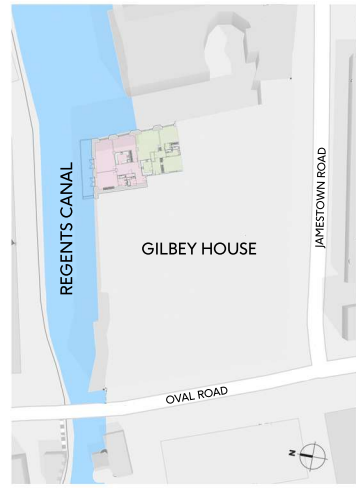 REGENTS CANAL
GILBEY HOUSE
JAMESTOWN ROAD
OVAL ROAD
N